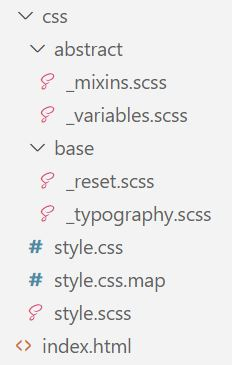 css
abstract
_mixins.scss
_variables.scss
base
_reset.scss
_typography.scss
# style.css
# style.css.map
style.scss
<> index.html